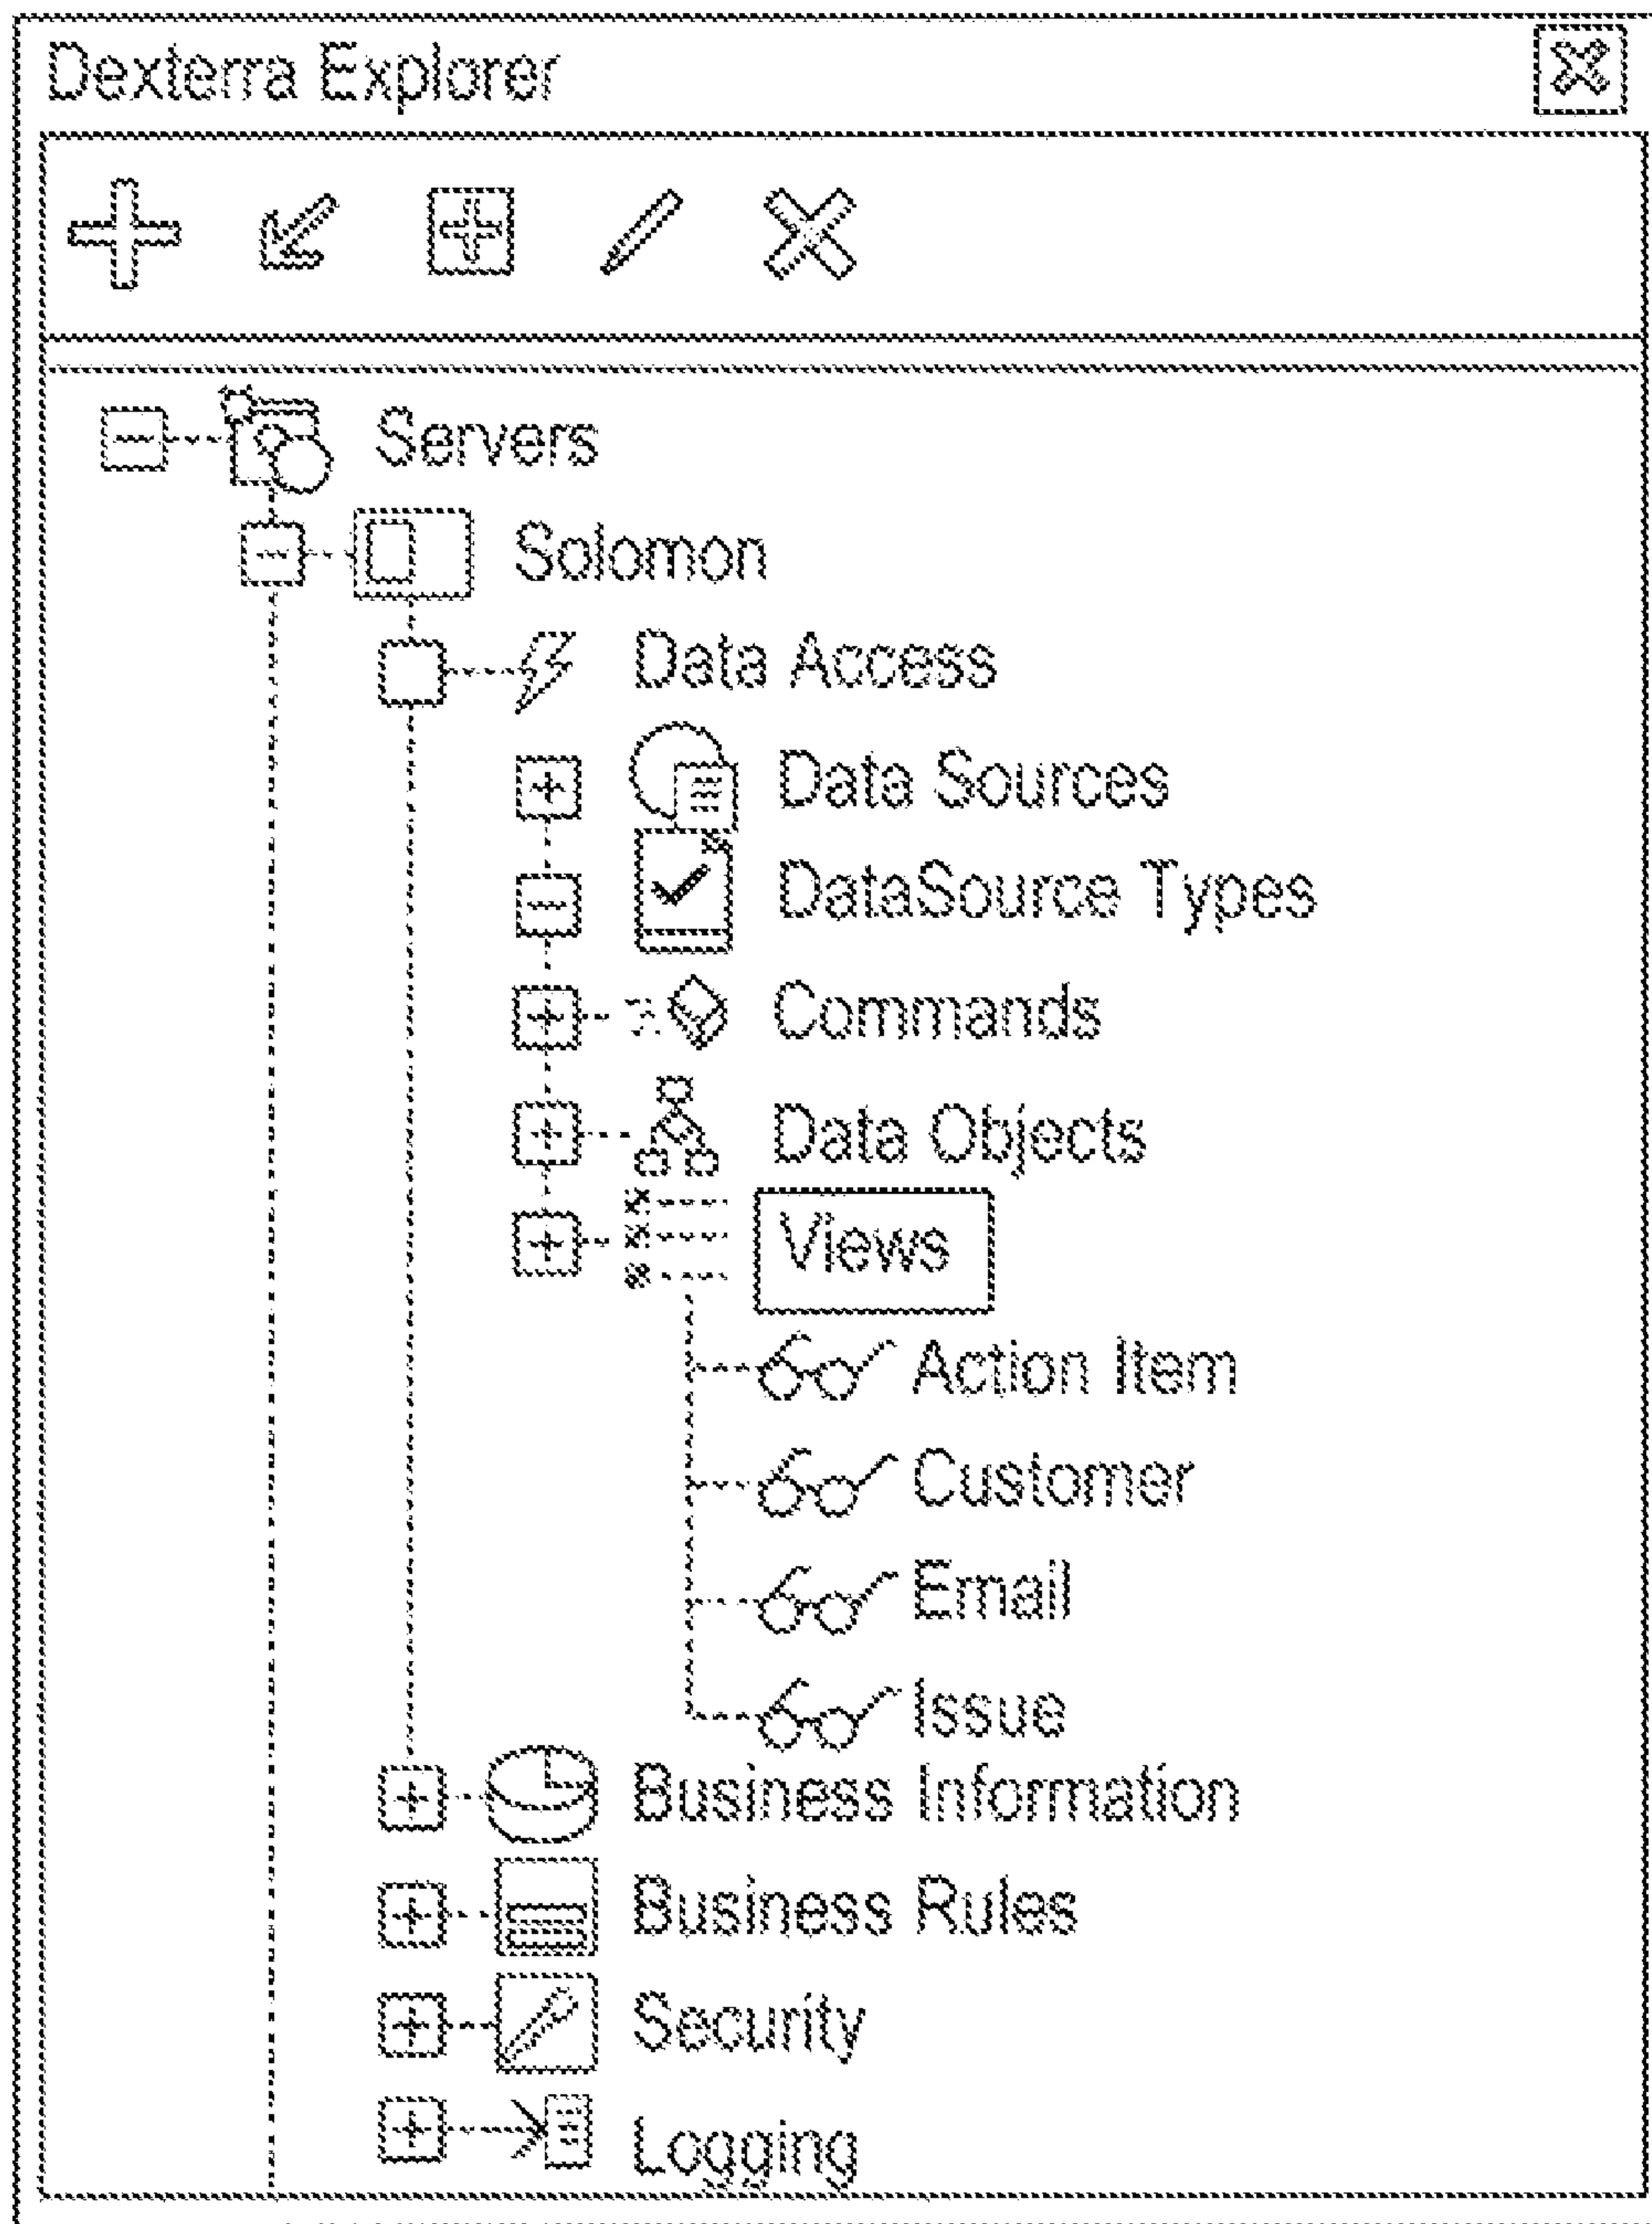 Dexterra Explorer
Servers
Solomon
Data Access
Data Sources
DataSource Types
Commands
Data Objects
Views
Action Item
Customer
Email
Issue
Business Information
Business Rules
Security
Logging